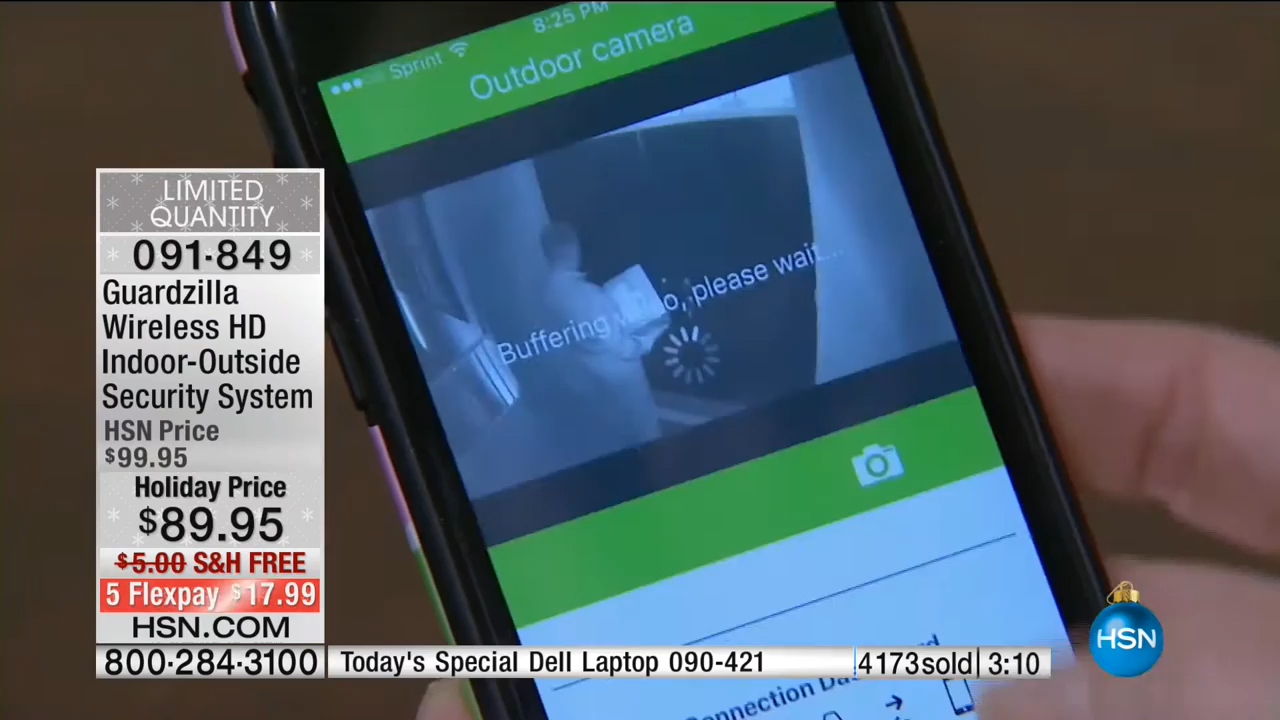 Sprint 8:25 PM
Outdoor camera
Buffering video, please wait...
LIMITED
QUANTITY
091-849
Guardzilla
Wireless HD
Indoor-Outside
Security System
HSN Price
$99.95
Holiday Price
$89.95
$5.00 S&H FREE
5 Flexpay $17.99
HSN.COM
800-284-3100 Today's Special Dell Laptop 090-421 4173sold 3:10
HSN